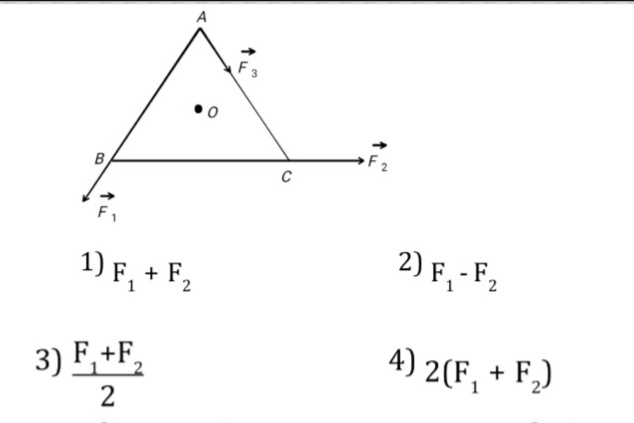 A
F₃
O
B
F₂
C
F₁
1) F₁ + F₂
2) F₁ - F₂
3) F₁+F₂
2
4) 2(F₁ + F₂)